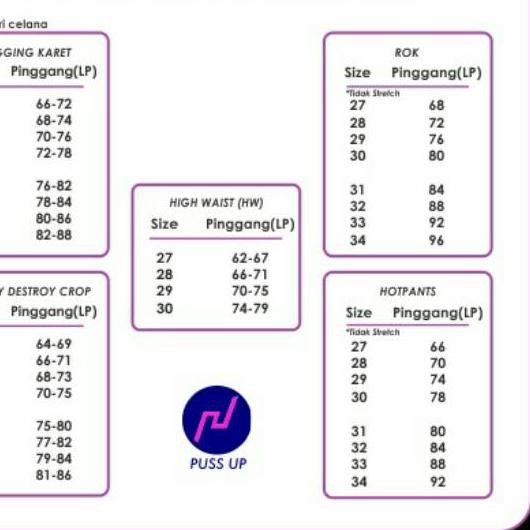 ri celana
GGING KARET
Pinggang(LP)
66-72
68-74
70-76
72-78
76-82
78-84
80-86
82-88
Y DESTROY CROP
Pinggang(LP)
64-69
66-71
68-73
70-75
75-80
77-82
79-84
81-86
HIGH WAIST (HW)
Size Pinggang(LP)
27 62-67
28 66-71
29 70-75
30 74-79
PUSS UP
ROK
Size Pinggang(LP)
*Tidak Stretch
27 68
28 72
29 76
30 80
31 84
32 88
33 92
34 96
HOTPANTS
Size Pinggang(LP)
*Tidak Stretch
27 66
28 70
29 74
30 78
31 80
32 84
33 88
34 92